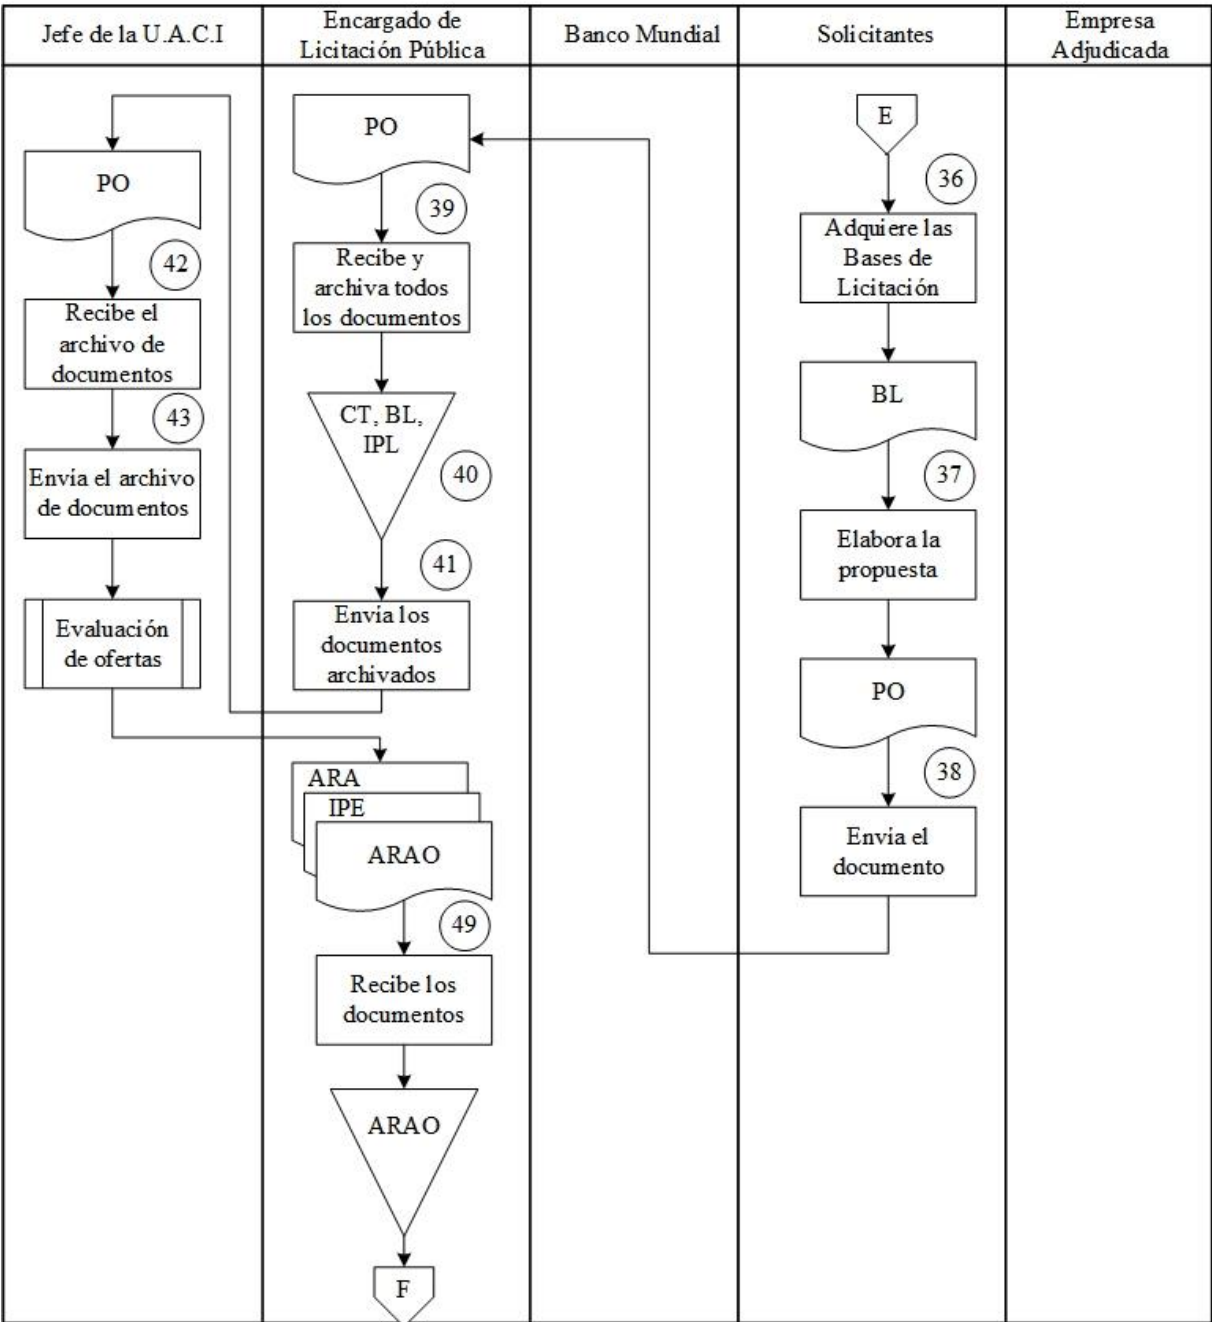 Jefe de la U.A.C.I
Encargado de
Licitación Pública
Banco Mundial
Solicitantes
Empresa
Adjudicada
PO
42
Recibe el
archivo de
documentos
43
Envía el archivo
de documentos
Evaluación
de ofertas
PO
39
Recibe y
archiva todos
los documentos
CT, BL,
IPL
40
41
Envía los
documentos
archivados
ARA
IPE
ARAO
49
Recibe los
documentos
ARAO
F
E
36
Adquiere las
Bases de
Licitación
BL
37
Elabora la
propuesta
PO
38
Envía el
documento